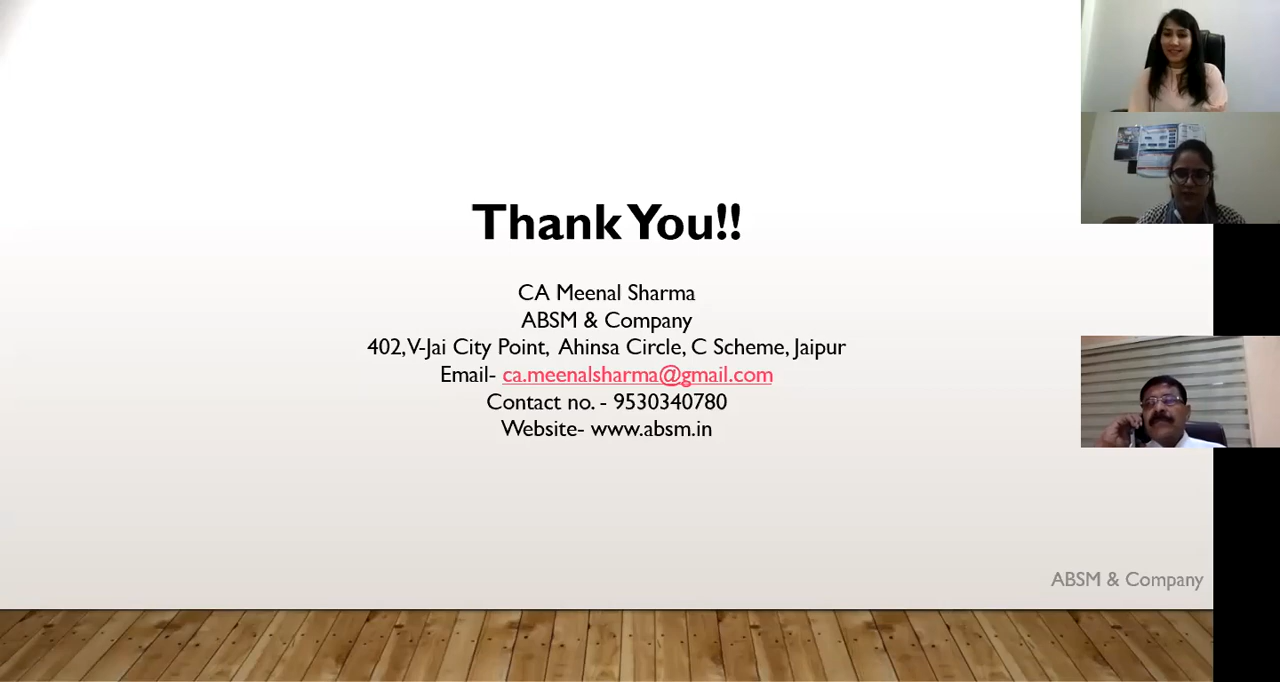 Thank You!!
CA Meenal Sharma
ABSM & Company
402, V-Jai City Point, Ahinsa Circle, C Scheme, Jaipur
Email- ca.meenalsharma@gmail.com
Contact no. - 9530340780
Website- www.absm.in
ABSM & Company